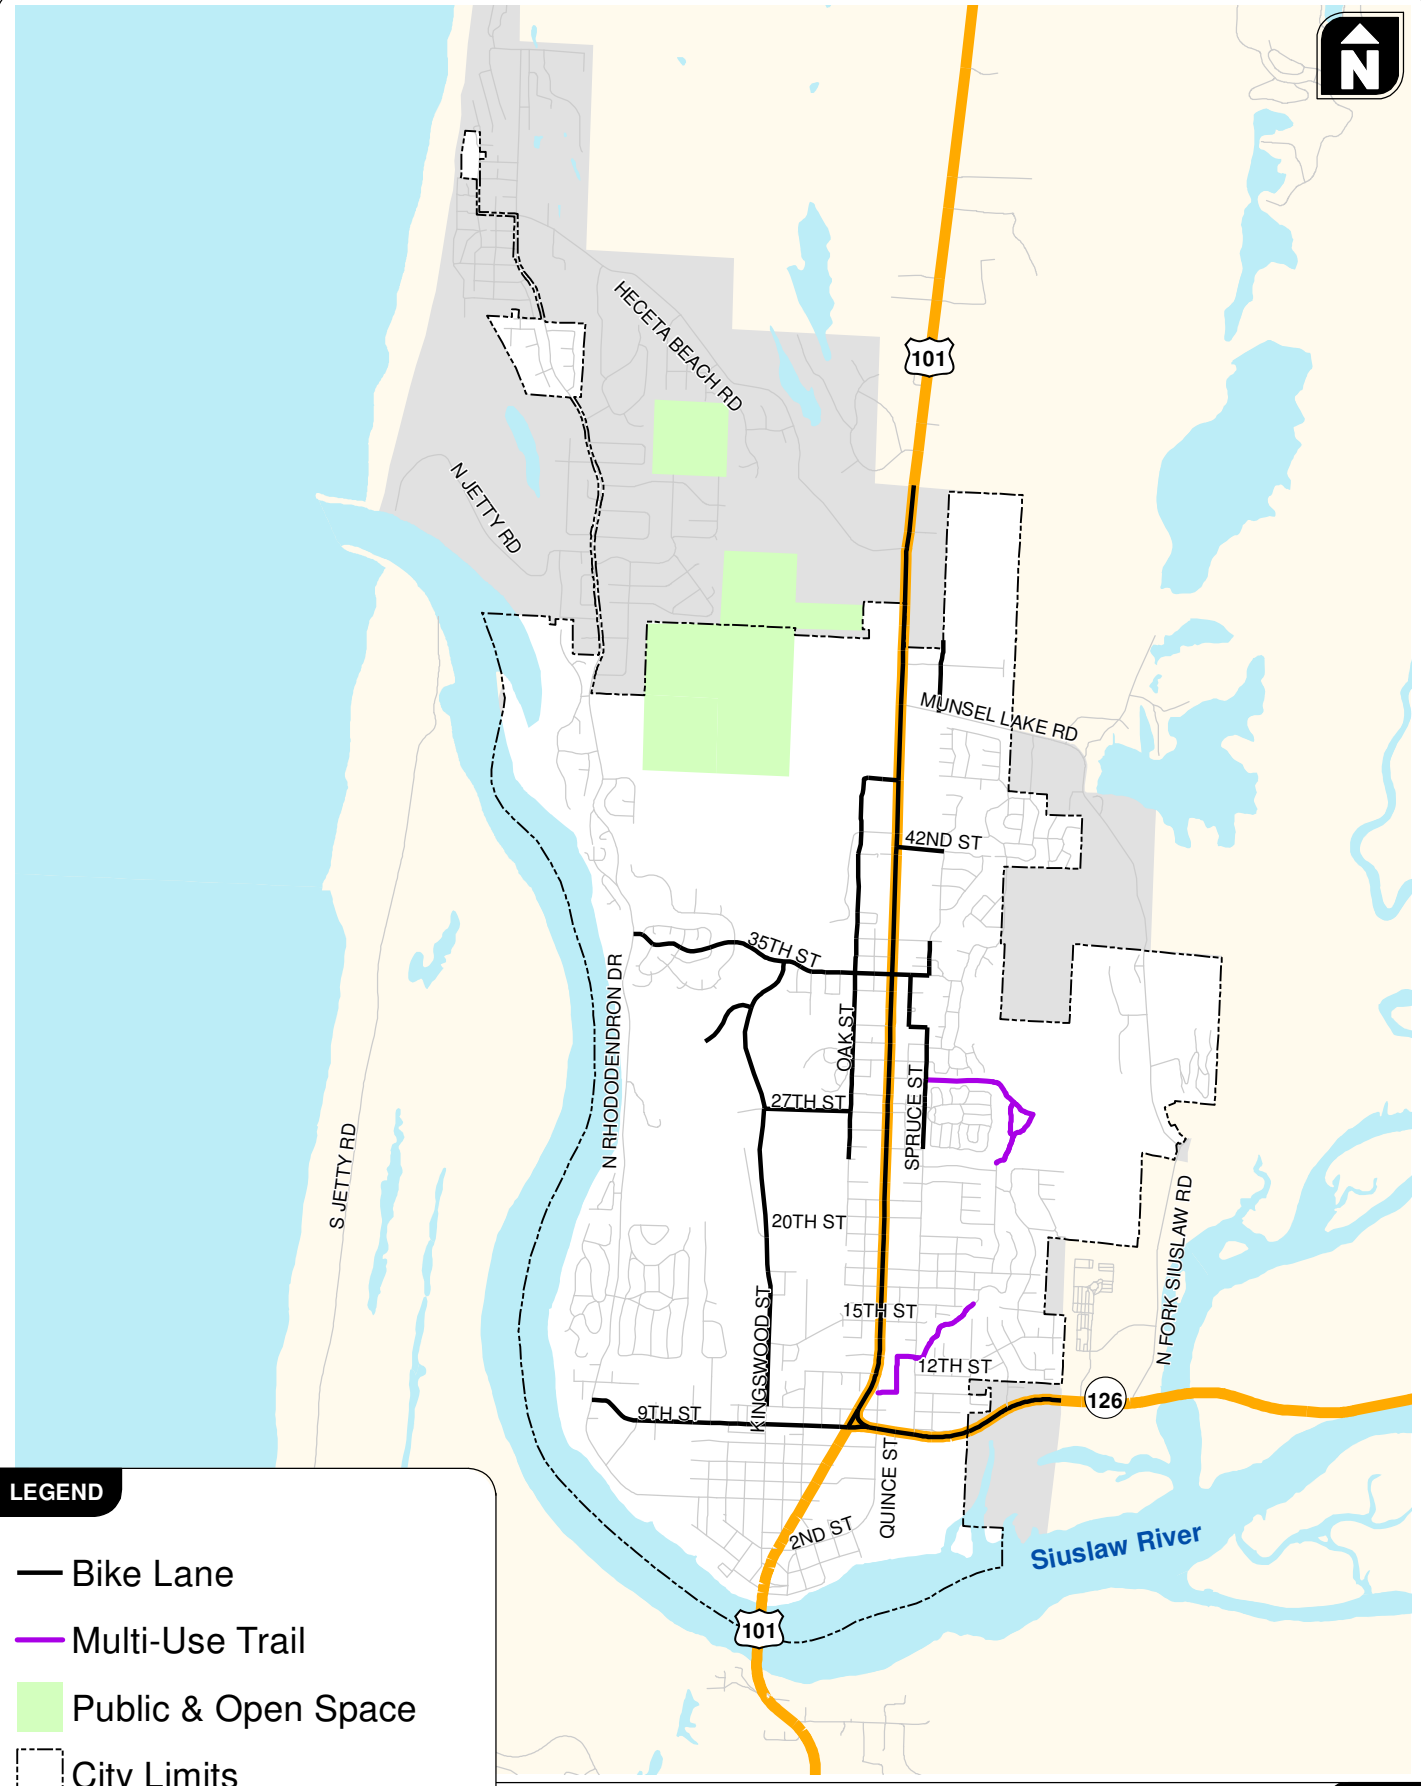 N
101
HECETA BEACH RD
N JETTY RD
MUNSEL LAKE RD
42ND ST
35TH ST
N RHODODENDRON DR
OAK ST
SPRUCE ST
27TH ST
S JETTY RD
20TH ST
N FORK SIUSLAW RD
15TH ST
KINGSWOOD ST
12TH ST
126
9TH ST
QUINCE ST
2ND ST
Siuslaw River
101
LEGEND
Bike Lane
Multi-Use Trail
Public & Open Space
City Limits